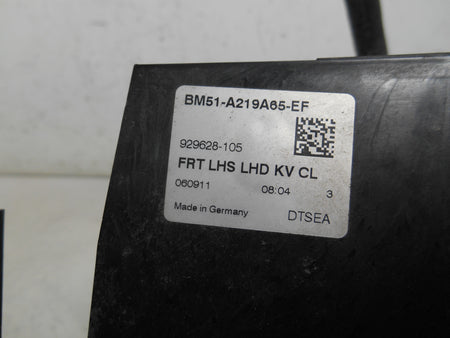 BM51-A219A65-EF
929628-105
FRT LHS LHD KV CL
060911 08:04 3
Made in Germany DTSEA